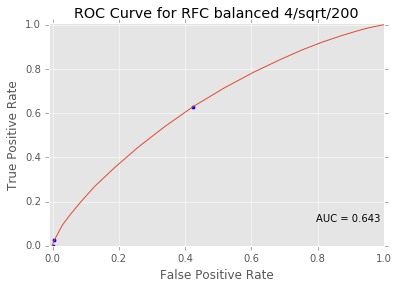 ROC Curve for RFC balanced 4/sqrt/200
1.0
0.8
0.6
0.4
0.2
0.0
True Positive Rate
AUC = 0.643
0.0 0.2 0.4 0.6 0.8 1.0
False Positive Rate